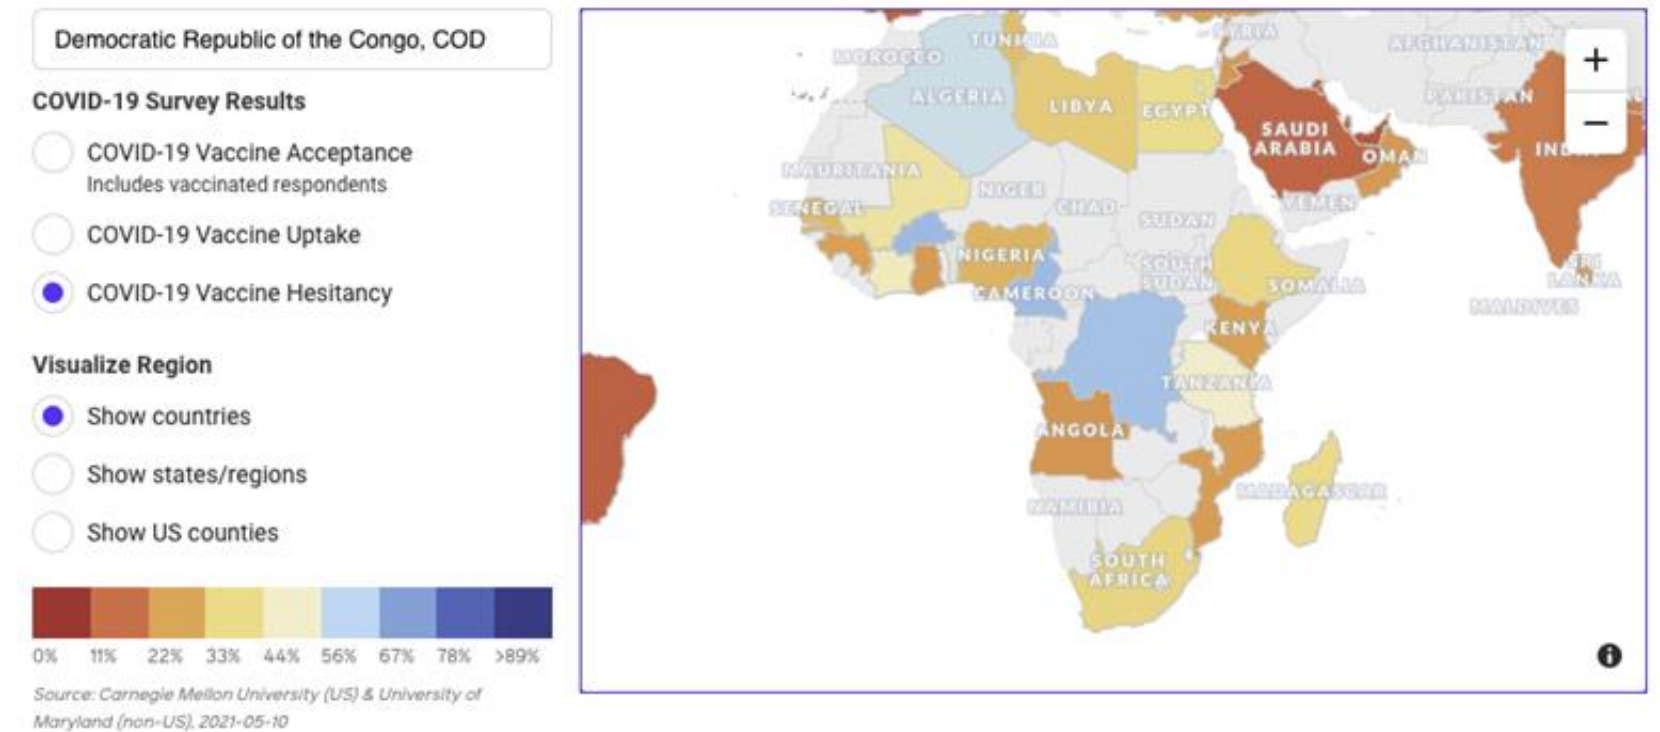 Democratic Republic of the Congo, COD
COVID-19 Survey Results
COVID-19 Vaccine Acceptance
Includes vaccinated respondents
COVID-19 Vaccine Uptake
COVID-19 Vaccine Hesitancy
Visualize Region
Show countries
Show states/regions
Show US counties
0% 11% 22% 33% 44% 56% 67% 78% >89%
Source: Carnegie Mellon University (US) & University of
Maryland (non-US), 2021-05-10
TUNISIA
SYRIA
AFGHANISTAN
MOROCCO
ALGERIA
LIBYA
EGYPT
PAKISTAN
SAUDI
ARABIA
OMAN
INDIA
MAURITANIA
NIGER
CHAD
SUDAN
YEMEN
SENEGAL
NIGERIA
SOUTH
SUDAN
SOMALIA
SRI
LANKA
CAMEROON
MALDIVES
KENYA
TANZANIA
ANGOLA
MADAGASCAR
NAMIBIA
SOUTH
AFRICA
+
−
i